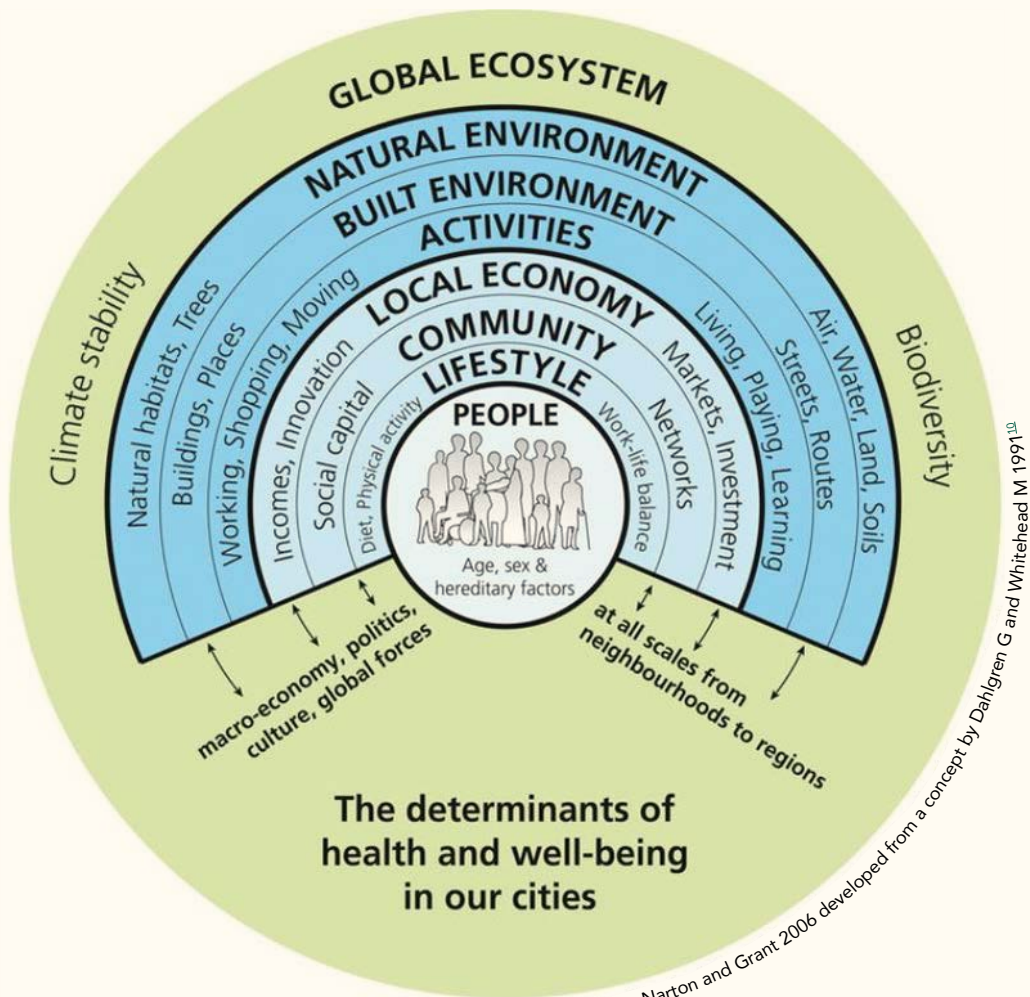 GLOBAL ECOSYSTEM
Climate stability
Biodiversity
NATURAL ENVIRONMENT
Natural habitats, Trees
Air, Water, Land, Soils
BUILT ENVIRONMENT
Buildings, Places
Streets, Routes
ACTIVITIES
Working, Shopping, Moving
Living, Playing, Learning
LOCAL ECONOMY
Incomes, Innovation
Markets, Investment
COMMUNITY
Social capital
Networks
LIFESTYLE
Diet, Physical activity
Work-life balance
PEOPLE
Age, sex &
hereditary factors
macro-economy, politics,
culture, global forces
at all scales from
neighbourhoods to regions
The determinants of
health and well-being
in our cities
Narton and Grant 2006 developed from a concept by Dahlgren G and Whitehead M 1991¹⁰